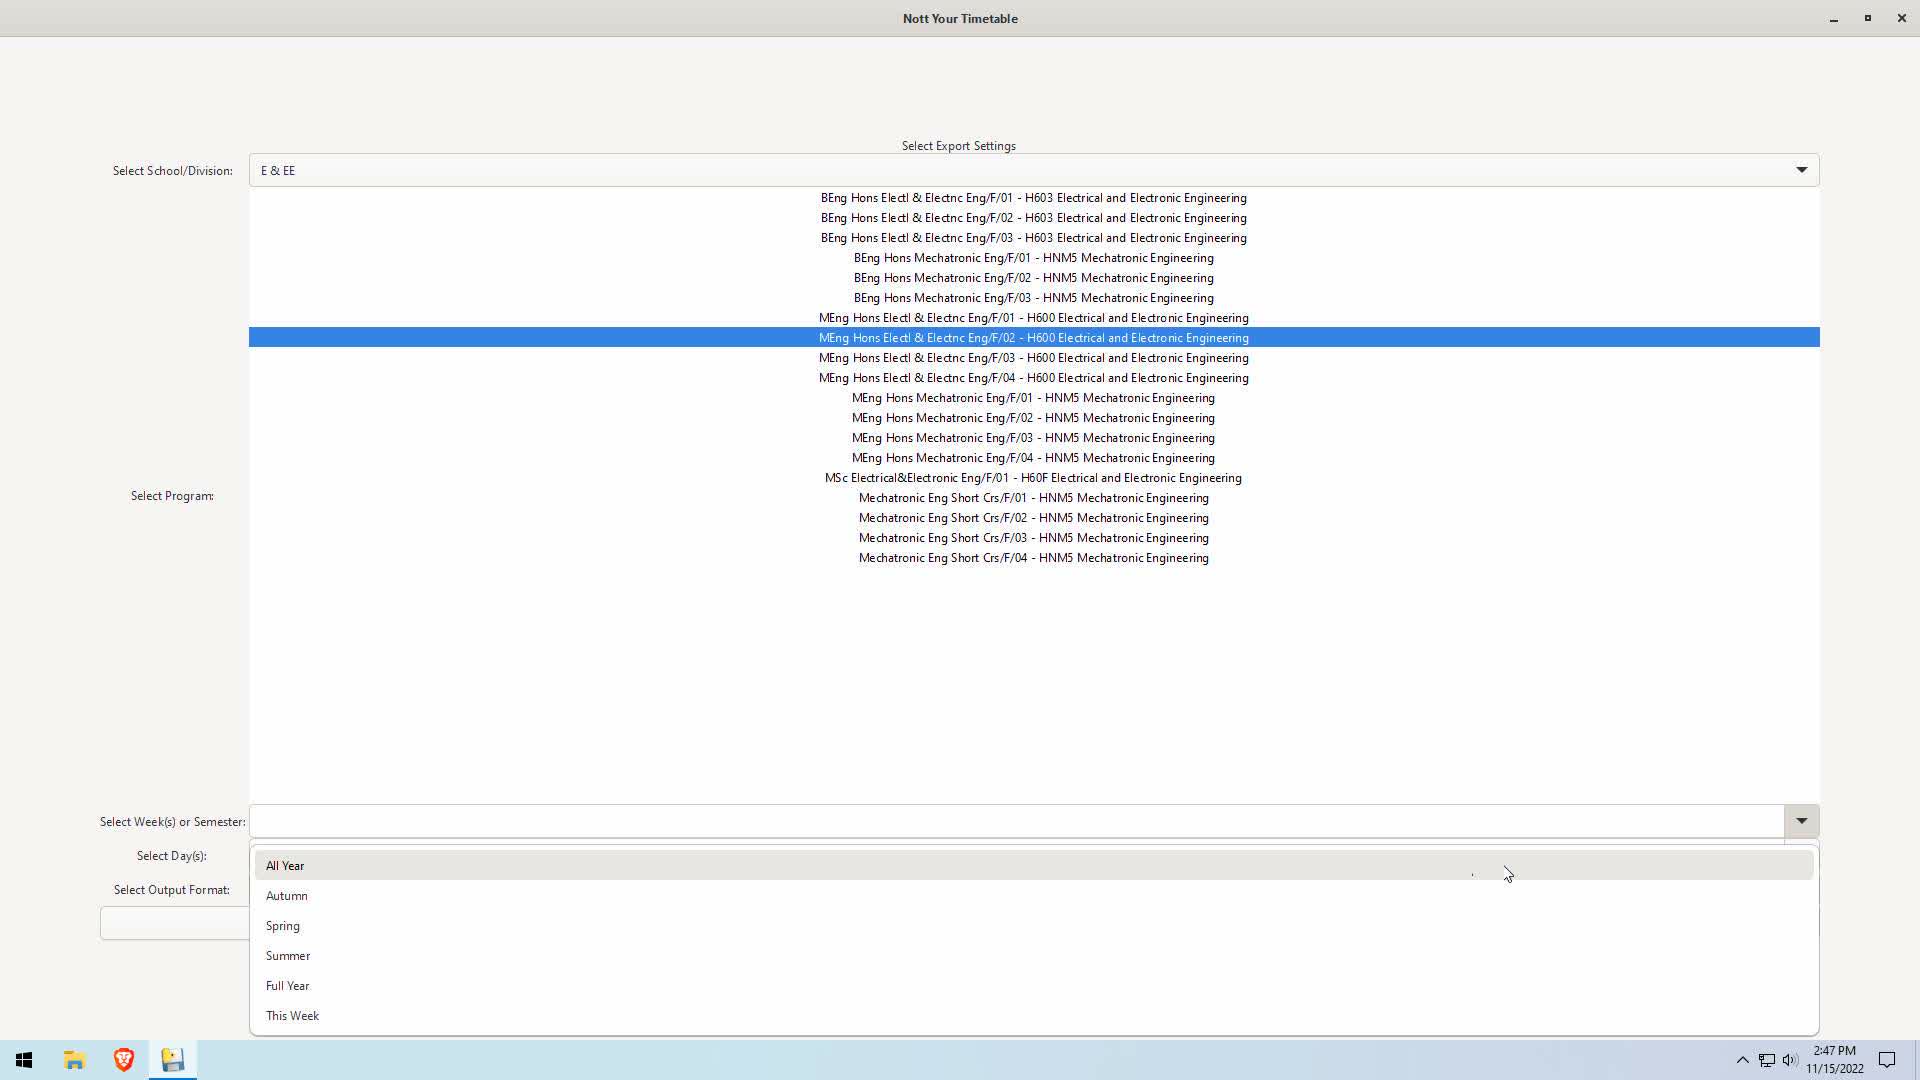 Nott Your Timetable
Select Export Settings
Select School/Division:
E & EE
BEng Hons Electl & Electnc Eng/F/01 - H603 Electrical and Electronic Engineering
BEng Hons Electl & Electnc Eng/F/02 - H603 Electrical and Electronic Engineering
BEng Hons Electl & Electnc Eng/F/03 - H603 Electrical and Electronic Engineering
BEng Hons Mechatronic Eng/F/01 - HNM5 Mechatronic Engineering
BEng Hons Mechatronic Eng/F/02 - HNM5 Mechatronic Engineering
BEng Hons Mechatronic Eng/F/03 - HNM5 Mechatronic Engineering
MEng Hons Electl & Electnc Eng/F/01 - H600 Electrical and Electronic Engineering
MEng Hons Electl & Electnc Eng/F/02 - H600 Electrical and Electronic Engineering
MEng Hons Electl & Electnc Eng/F/03 - H600 Electrical and Electronic Engineering
MEng Hons Electl & Electnc Eng/F/04 - H600 Electrical and Electronic Engineering
MEng Hons Mechatronic Eng/F/01 - HNM5 Mechatronic Engineering
MEng Hons Mechatronic Eng/F/02 - HNM5 Mechatronic Engineering
MEng Hons Mechatronic Eng/F/03 - HNM5 Mechatronic Engineering
MEng Hons Mechatronic Eng/F/04 - HNM5 Mechatronic Engineering
MSc Electrical&Electronic Eng/F/01 - H60F Electrical and Electronic Engineering
Select Program:
Mechatronic Eng Short Crs/F/01 - HNM5 Mechatronic Engineering
Mechatronic Eng Short Crs/F/02 - HNM5 Mechatronic Engineering
Mechatronic Eng Short Crs/F/03 - HNM5 Mechatronic Engineering
Mechatronic Eng Short Crs/F/04 - HNM5 Mechatronic Engineering
Select Week(s) or Semester:
Select Day(s):
All Year
Select Output Format:
Autumn
Spring
Summer
Full Year
This Week
2:47 PM
11/15/2022